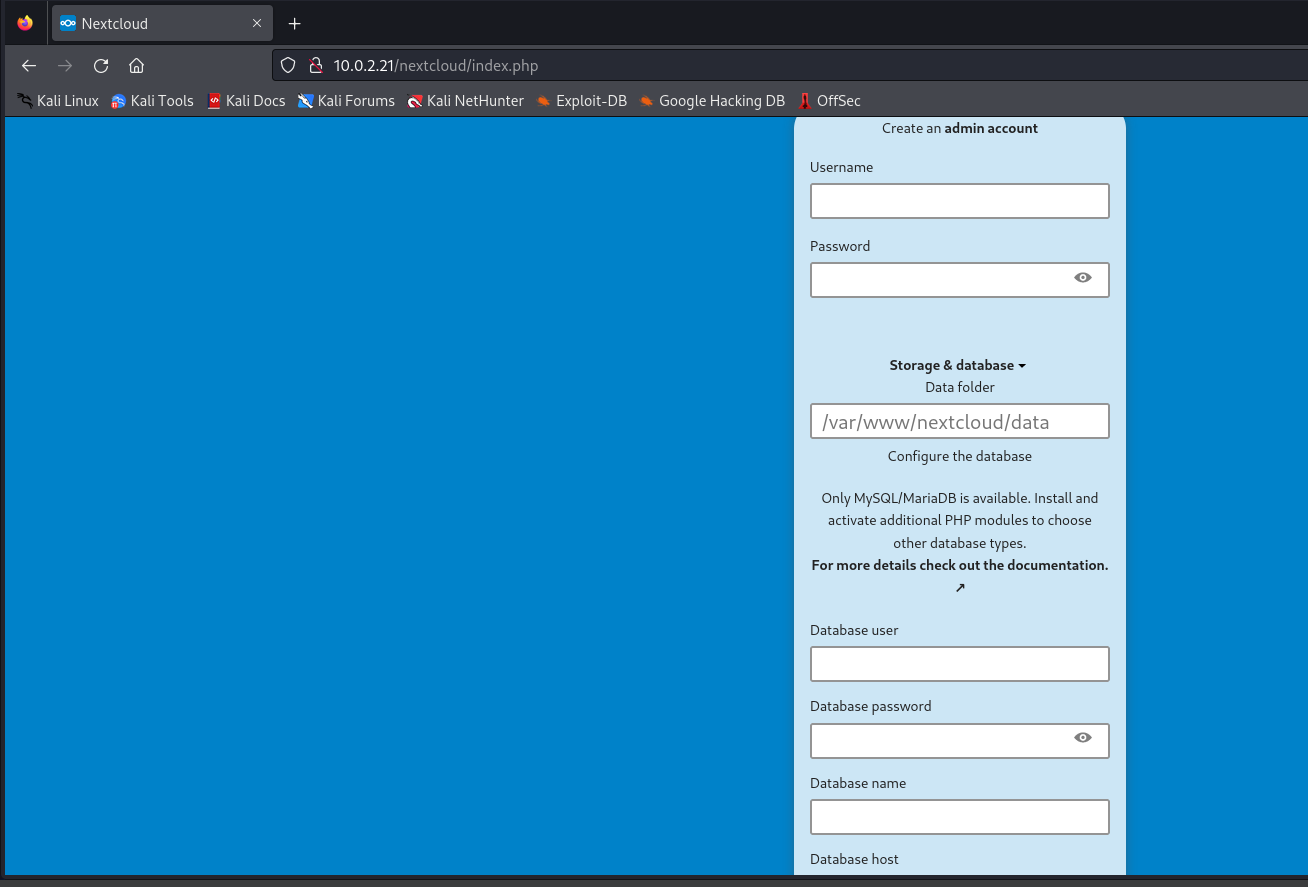 Nextcloud
10.0.2.21/nextcloud/index.php
Kali Linux Kali Tools Kali Docs Kali Forums Kali NetHunter Exploit-DB Google Hacking DB OffSec
Create an admin account
Username
Password
Storage & database
Data folder
/var/www/nextcloud/data
Configure the database
Only MySQL/MariaDB is available. Install and
activate additional PHP modules to choose
other database types.
For more details check out the documentation.
↗
Database user
Database password
Database name
Database host